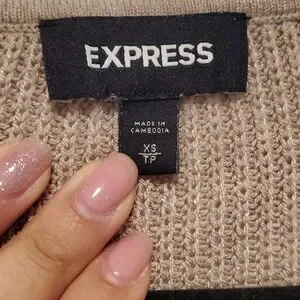 EXPRESS
MADE IN
CAMBODIA
XS
TP